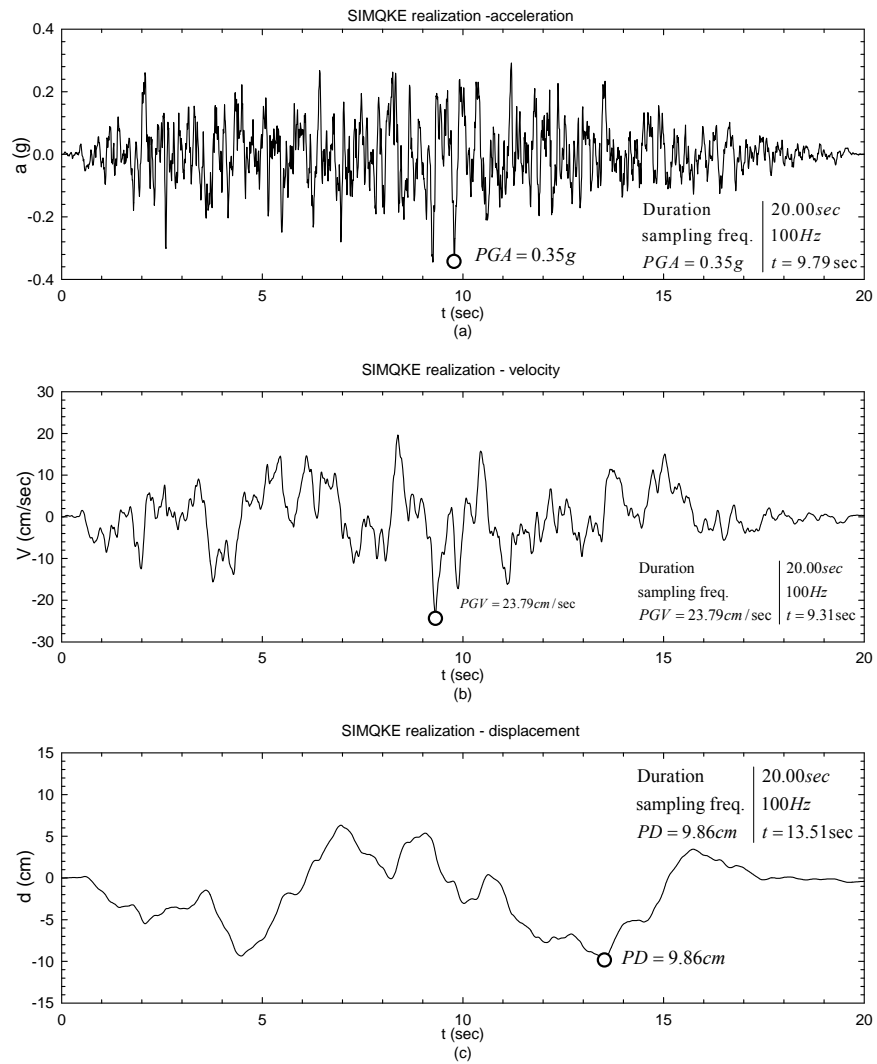 SIMQKE realization -acceleration
0.4
0.2
0.0
-0.2
-0.4
a (g)
PGA = 0.35g
Duration 20.00sec
sampling freq. 100Hz
PGA = 0.35g t = 9.79sec
0 5 10 15 20
t (sec)
(a)
SIMQKE realization - velocity
30
20
10
0
-10
-20
-30
V (cm/sec)
PGV = 23.79cm/sec
Duration 20.00sec
sampling freq. 100Hz
PGV = 23.79cm/sec t = 9.31sec
0 5 10 15 20
t (sec)
(b)
SIMQKE realization - displacement
15
10
5
0
-5
-10
-15
d (cm)
Duration 20.00sec
sampling freq. 100Hz
PD = 9.86cm t = 13.51sec
PD = 9.86cm
0 5 10 15 20
t (sec)
(c)